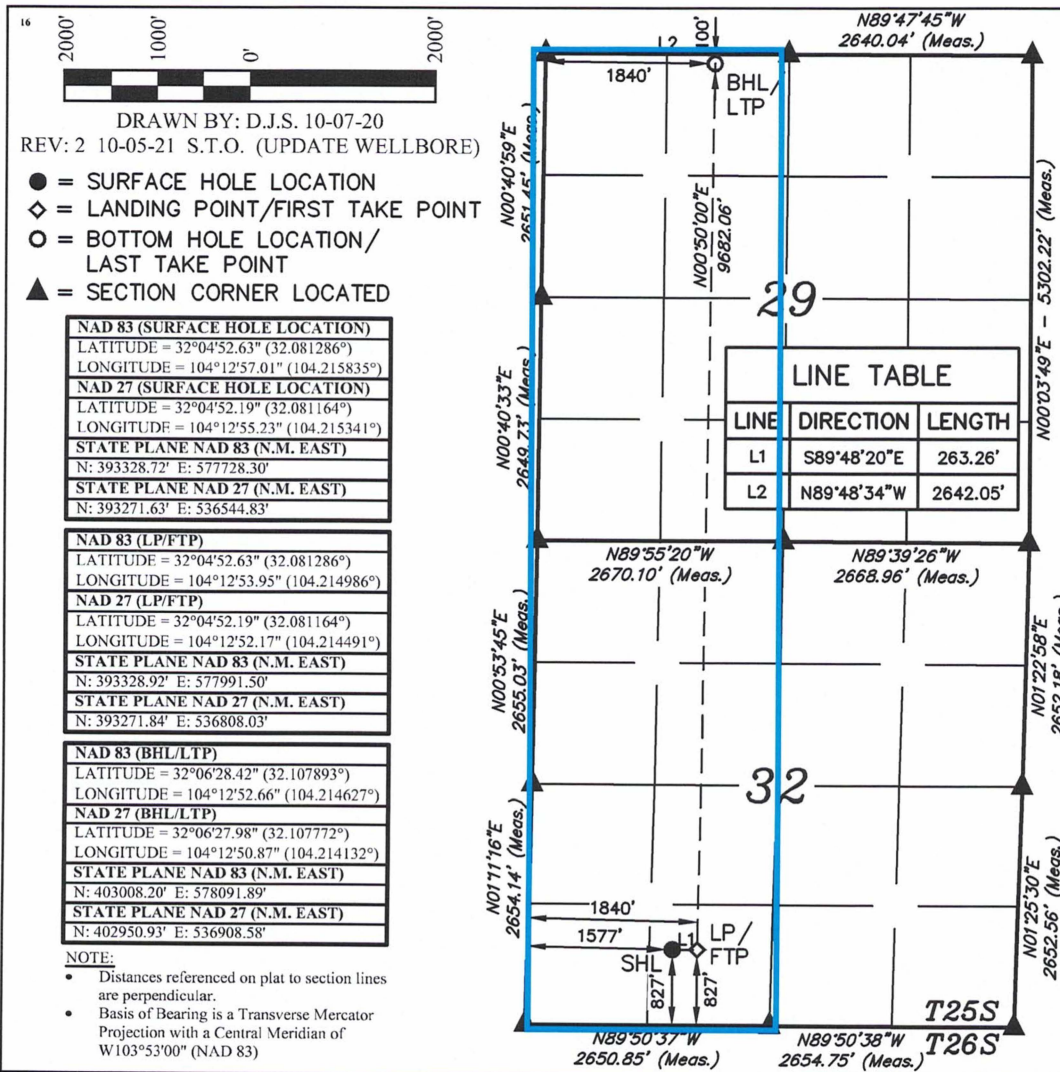 16
2000'
1000'
0'
2000'
DRAWN BY: D.J.S. 10-07-20
REV: 2 10-05-21 S.T.O. (UPDATE WELLBORE)
● = SURFACE HOLE LOCATION
◇ = LANDING POINT/FIRST TAKE POINT
○ = BOTTOM HOLE LOCATION/
LAST TAKE POINT
▲ = SECTION CORNER LOCATED
NAD 83 (SURFACE HOLE LOCATION)
LATITUDE = 32°04'52.63" (32.081286°)
LONGITUDE = 104°12'57.01" (104.215835°)
NAD 27 (SURFACE HOLE LOCATION)
LATITUDE = 32°04'52.19" (32.081164°)
LONGITUDE = 104°12'55.23" (104.215341°)
STATE PLANE NAD 83 (N.M. EAST)
N: 393328.72' E: 577728.30'
STATE PLANE NAD 27 (N.M. EAST)
N: 393271.63' E: 536544.83'
NAD 83 (LP/FTP)
LATITUDE = 32°04'52.63" (32.081286°)
LONGITUDE = 104°12'53.95" (104.214986°)
NAD 27 (LP/FTP)
LATITUDE = 32°04'52.19" (32.081164°)
LONGITUDE = 104°12'52.17" (104.214491°)
STATE PLANE NAD 83 (N.M. EAST)
N: 393328.92' E: 577991.50'
STATE PLANE NAD 27 (N.M. EAST)
N: 393271.84' E: 536808.03'
NAD 83 (BHL/LTP)
LATITUDE = 32°06'28.42" (32.107893°)
LONGITUDE = 104°12'52.66" (104.214627°)
NAD 27 (BHL/LTP)
LATITUDE = 32°06'27.98" (32.107772°)
LONGITUDE = 104°12'50.87" (104.214132°)
STATE PLANE NAD 83 (N.M. EAST)
N: 403008.20' E: 578091.89'
STATE PLANE NAD 27 (N.M. EAST)
N: 402950.93' E: 536908.58'
NOTE:
• Distances referenced on plat to section lines
are perpendicular.
• Basis of Bearing is a Transverse Mercator
Projection with a Central Meridian of
W103°53'00" (NAD 83)
L2
100'
N89°47'45"W
2640.04' (Meas.)
1840'
BHL/
LTP
N00°40'59"E
2651.45' (Meas.)
N00°50'00"E
9682.06'
29
N00°03'49"E - 5302.22' (Meas.)
LINE TABLE
LINE DIRECTION LENGTH
L1 S89°48'20"E 263.26'
L2 N89°48'34"W 2642.05'
N00°40'33"E
2649.73' (Meas.)
N89°55'20"W
2670.10' (Meas.)
N89°39'26"W
2668.96' (Meas.)
N00°53'45"E
2655.03' (Meas.)
N01°22'58"E
2652.18' (Meas.)
32
N01°11'16"E
2654.14' (Meas.)
N01°25'30"E
2652.56' (Meas.)
1840'
1577'
L1
LP/
FTP
SHL
827'
827'
T25S
T26S
N89°50'37"W
2650.85' (Meas.)
N89°50'38"W
2654.75' (Meas.)